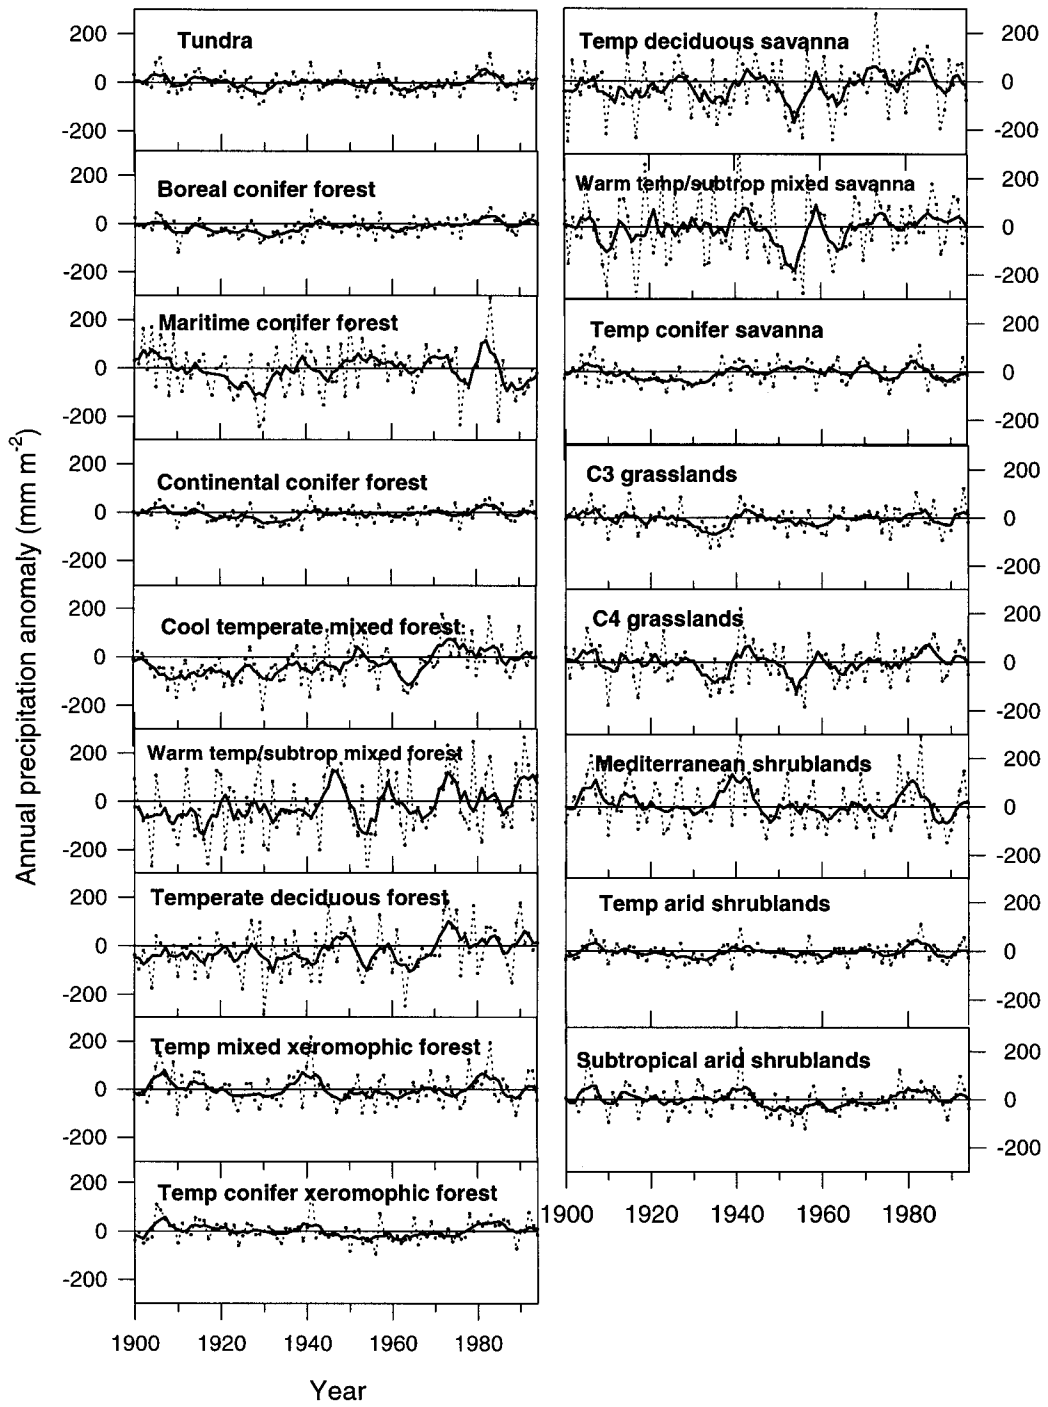 Annual precipitation anomaly (mm m-2)
200
0
-200
Tundra
200
0
-200
Boreal conifer forest
200
0
-200
Maritime conifer forest
200
0
-200
Continental conifer forest
200
0
-200
Cool temperate mixed forest
200
0
-200
Warm temp/subtrop mixed forest
200
0
-200
Temperate deciduous forest
200
0
-200
Temp mixed xeromophic forest
200
0
-200
Temp conifer xeromophic forest
1900 1920 1940 1960 1980
Year
Temp deciduous savanna
200
0
-200
Warm temp/subtrop mixed savanna
200
0
-200
Temp conifer savanna
200
0
-200
C3 grasslands
200
0
-200
C4 grasslands
200
0
-200
Mediterranean shrublands
200
0
-200
Temp arid shrublands
200
0
-200
Subtropical arid shrublands
200
0
-200
1900 1920 1940 1960 1980